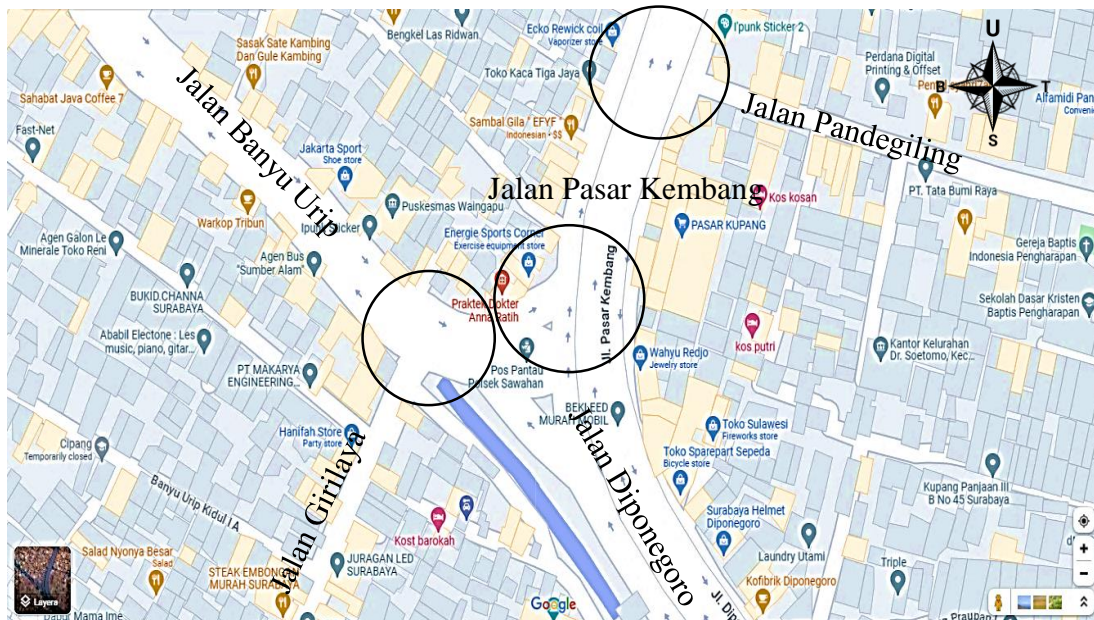 Ecko Rewick coil
Vaporizer store
I'punk Sticker 2
Bengkel Las Ridwan
Sasak Sate Kambing
Dan Gule Kambing
Toko Kaca Tiga Jaya
Perdana Digital
Printing & Offset
U
B
T
S
Alfamidi Pan
Conveni
Sahabat Java Coffee 7
Jalan Banyu Urip
Sambal Gila " EFYF "
Indonesian · $$
Jalan Pandegiling
Fast-Net
Jakarta Sport
Shoe store
Jalan Pasar Kembang
Kos kosan
PT. Tata Bumi Raya
Puskesmas Waingapu
Warkop Tribun
Ipunk Sticker
Energie Sports Corner
Exercise equipment store
PASAR KUPANG
Agen Galon Le
Minerale Toko Reni
Agen Bus
"Sumber Alam"
Gereja Baptis
Indonesia Pengharapan
BUKID.CHANNA
SURABAYA
Praktek Dokter
Anna Ratih
Jl. Pasar Kembang
Sekolah Dasar Kristen
Baptis Pengharapan
Ababil Electone : Les
music, piano, gitar...
kos putri
Kantor Kelurahan
Dr. Soetomo, Kec...
Pos Pantau
Polsek Sawahan
Wahyu Redjo
Jewelry store
PT MAKARYA
ENGINEERING...
BEKLEED
MURAH MOBIL
Jalan Diponegoro
Toko Sulawesi
Fireworks store
Hanifah Store
Party store
Cipang
Temporarily closed
Toko Sparepart Sepeda
Bicycle store
Kupang Panjaan III
B No 45 Surabaya
Jalan Girilaya
Banyu Urip Kidul I A
Surabaya Helmet
Diponegoro
Kost barokah
Laundry Utami
Salad Nyonya Besar
Salad
JURAGAN LED
SURABAYA
STEAK EMBONG
MURAH SURABAYA
Triple
Kofibrik Diponegoro
Layers
Google
Jl. Dip
Dapur Mama Ime